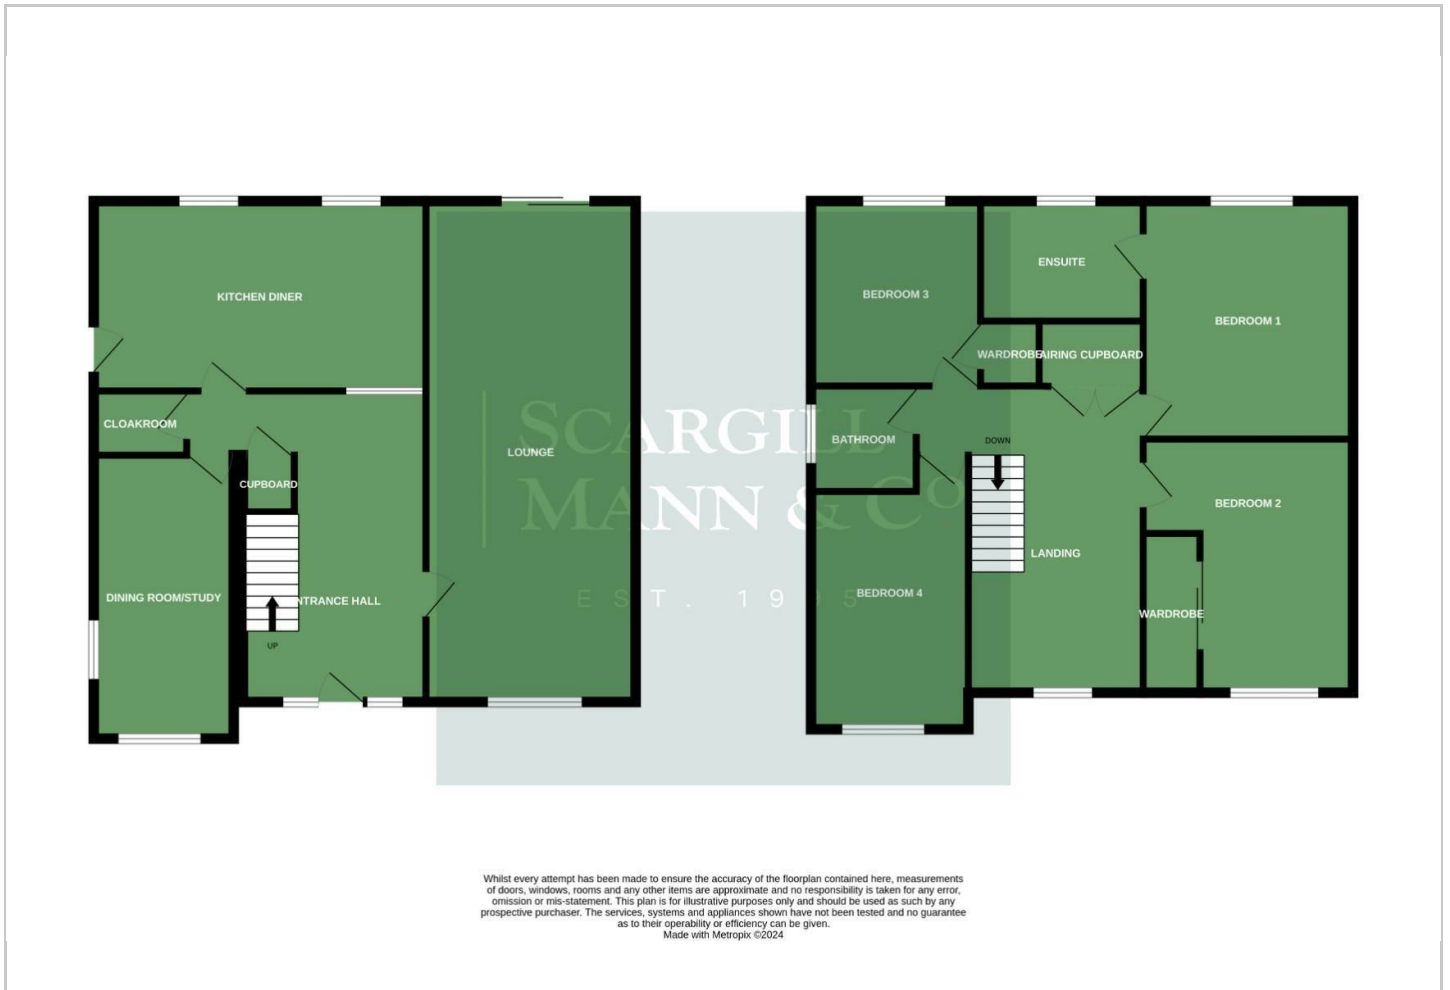 KITCHEN DINER
CLOAKROOM
CUPBOARD
DINING ROOM/STUDY
NTRANCE HALL
UP
LOUNGE
BEDROOM 3
ENSUITE
BEDROOM 1
WARDROBE
AIRING CUPBOARD
BATHROOM
DOWN
BEDROOM 2
LANDING
BEDROOM 4
WARDROBE
SCARGILL
MANN & CO
EST. 1995
Whilst every attempt has been made to ensure the accuracy of the floorplan contained here, measurements
of doors, windows, rooms and any other items are approximate and no responsibility is taken for any error,
omission or mis-statement. This plan is for illustrative purposes only and should be used as such by any
prospective purchaser. The services, systems and appliances shown have not been tested and no guarantee
as to their operability or efficiency can be given.
Made with Metropix ©2024